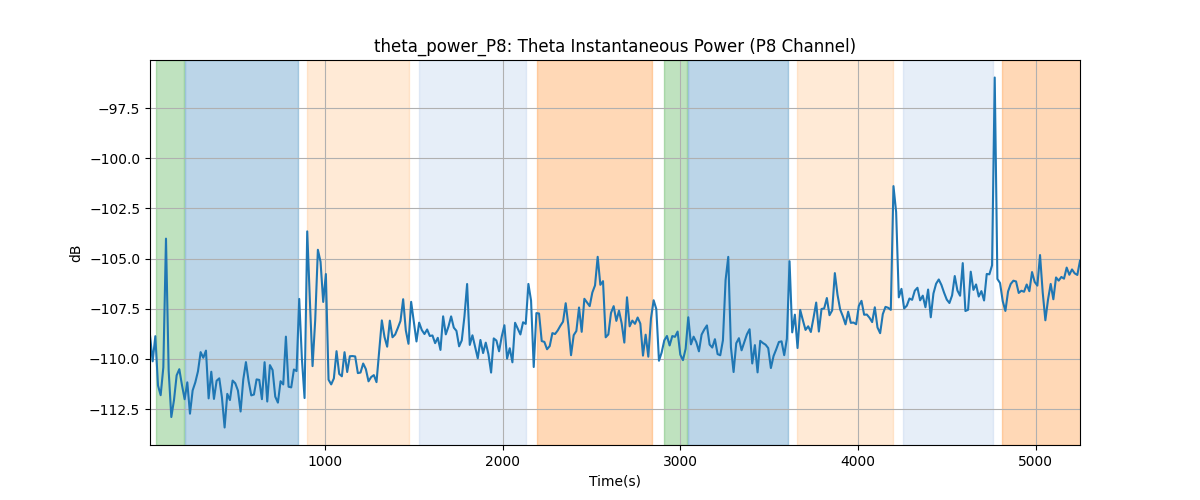 theta_power_P8: Theta Instantaneous Power (P8 Channel)
−97.5
−100.0
−102.5
−105.0
−107.5
−110.0
−112.5
dB
1000 2000 3000 4000 5000
Time(s)